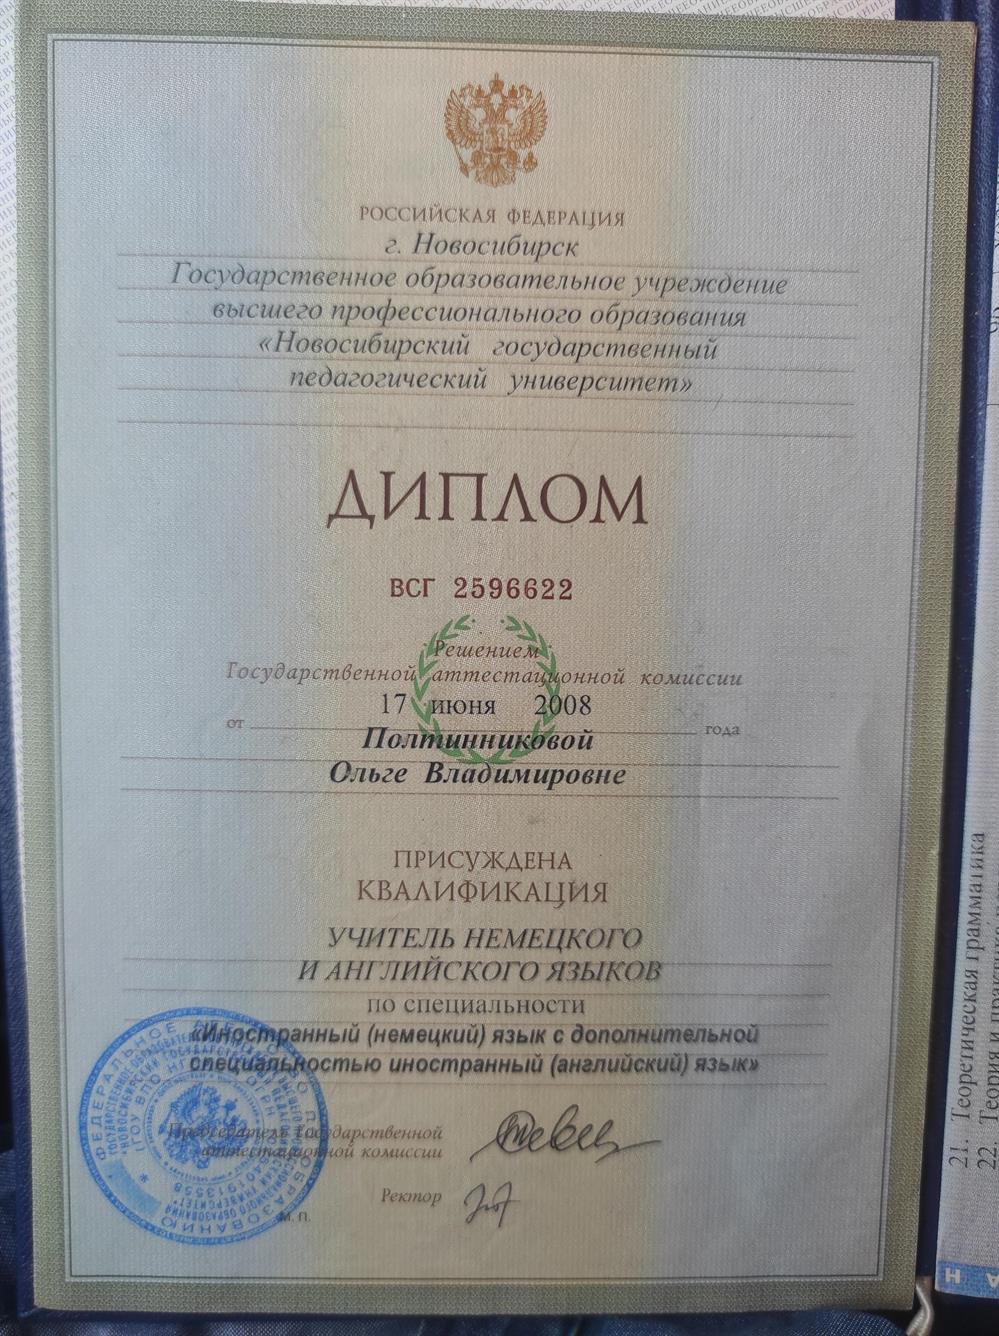 РОССИЙСКАЯ ФЕДЕРАЦИЯ
г. Новосибирск
Государственное образовательное учреждение
высшего профессионального образования
«Новосибирский государственный
педагогический университет»
ДИПЛОМ
ВСГ 2596622
Решением
Государственной аттестационной комиссии
от 17 июня 2008 года
Полтинниковой
Ольге Владимировне
ПРИСУЖДЕНА
КВАЛИФИКАЦИЯ
УЧИТЕЛЬ НЕМЕЦКОГО
И АНГЛИЙСКОГО ЯЗЫКОВ
по специальности
«Иностранный (немецкий) язык с дополнительной
специальностью иностранный (английский) язык»
Председатель Государственной
аттестационной комиссии
Ректор
М. П.
21. Теоретическая грамматика
22. Теория и